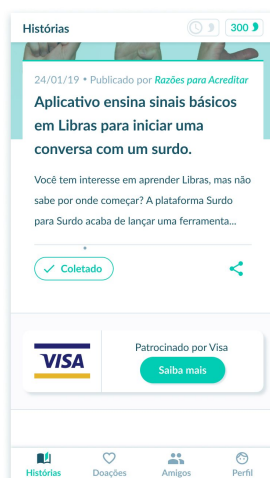 Histórias
300
24/01/19 • Publicado por Razões para Acreditar
Aplicativo ensina sinais básicos
em Libras para iniciar uma
conversa com um surdo.
Você tem interesse em aprender Libras, mas não
sabe por onde começar? A plataforma Surdo
para Surdo acaba de lançar uma ferramenta...
Coletado
VISA
Patrocinado por Visa
Saiba mais
Histórias
Doações
Amigos
Perfil